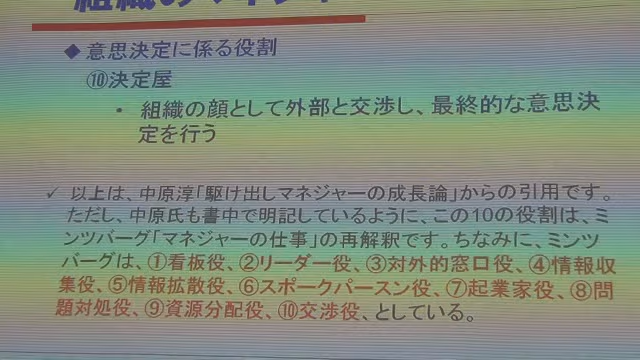 ◆ 意思決定に係る役割
⑩決定屋
・ 組織の顔として外部と交渉し、最終的な意思決
定を行う
✓ 以上は、中原淳「駆け出しマネジャーの成長論」からの引用です。
ただし、中原氏も書中で明記しているように、この10の役割は、ミ
ンツバーグ「マネジャーの仕事」の再解釈です。ちなみに、ミンツ
バーグは、①看板役、②リーダー役、③対外的窓口役、④情報収
集役、⑤情報拡散役、⑥スポークパースン役、⑦起業家役、⑧問
題対処役、⑨資源分配役、⑩交渉役、としている。